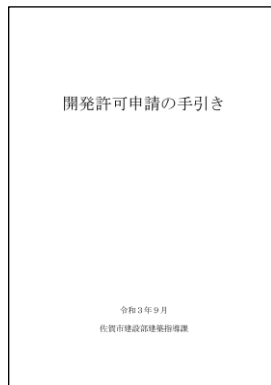 開発許可申請の手引き
令和３年９月
佐賀市建設部建築指導課